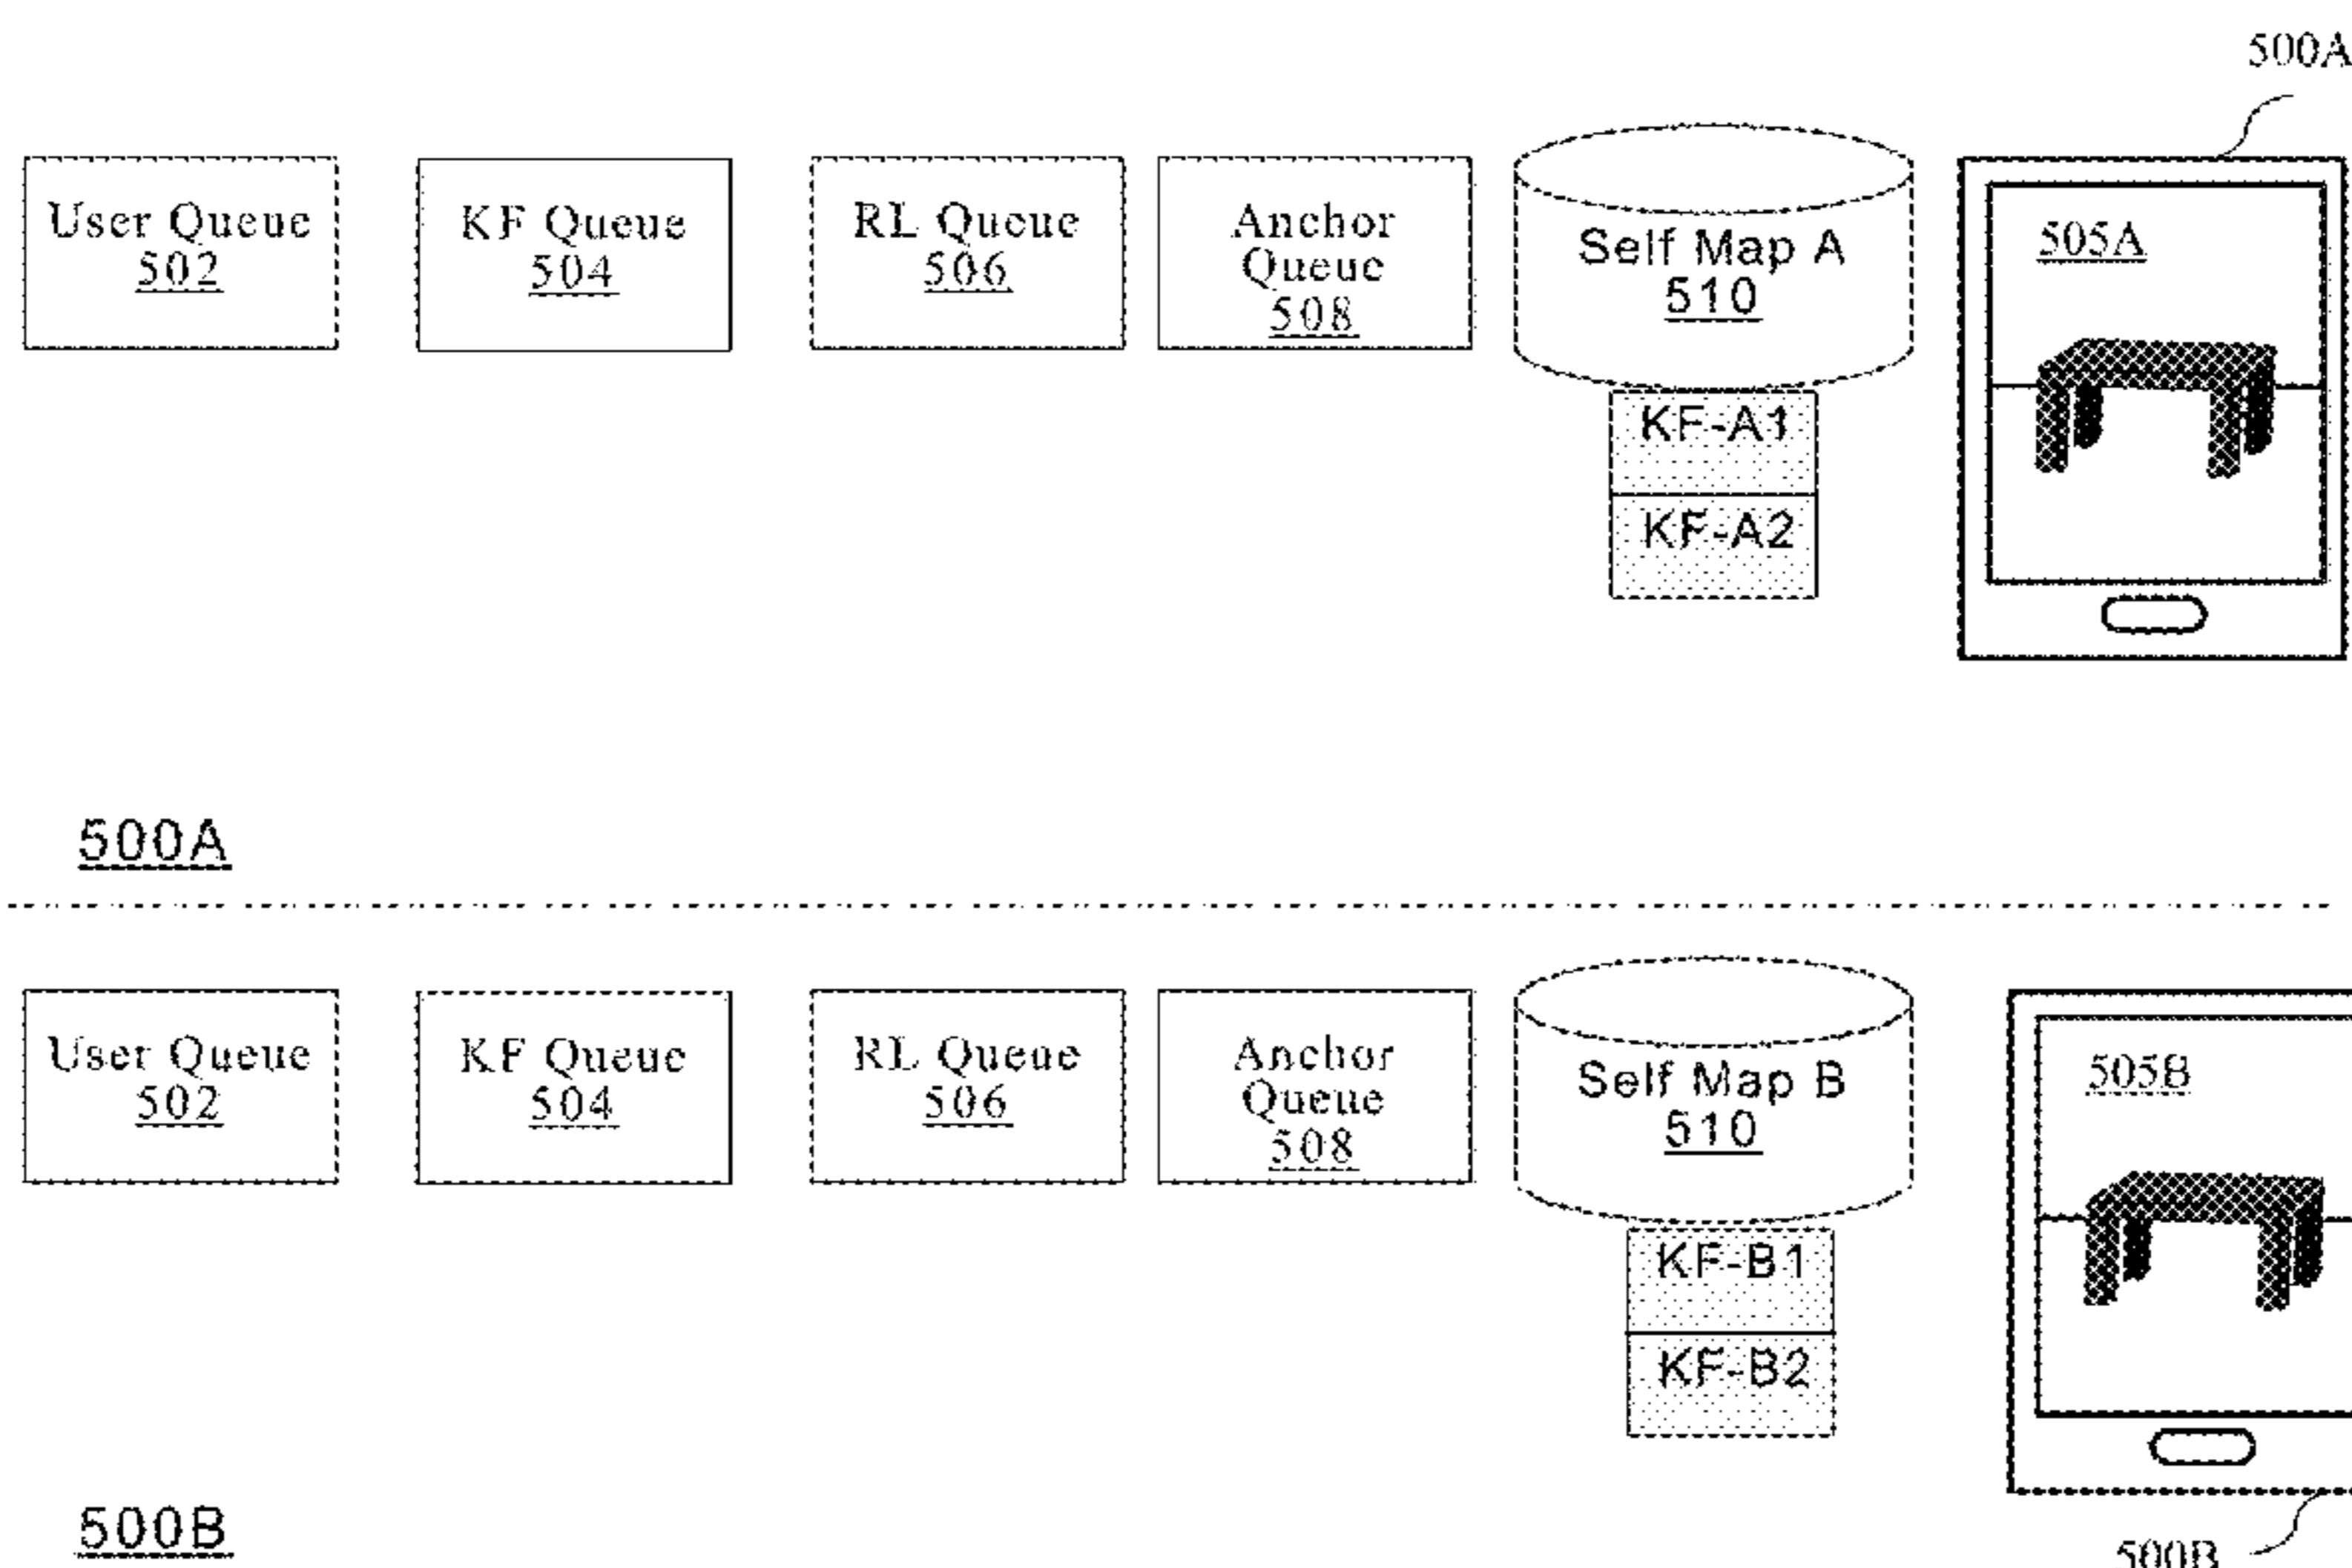 500A
User Queue
502
KF Queue
504
RL Queue
506
Anchor
Queue
508
Self Map A
510
505A
KF-A1
KF-A2
500A
User Queue
502
KF Queue
504
RL Queue
506
Anchor
Queue
508
Self Map B
510
505B
KF-B1
KF-B2
500B
500B